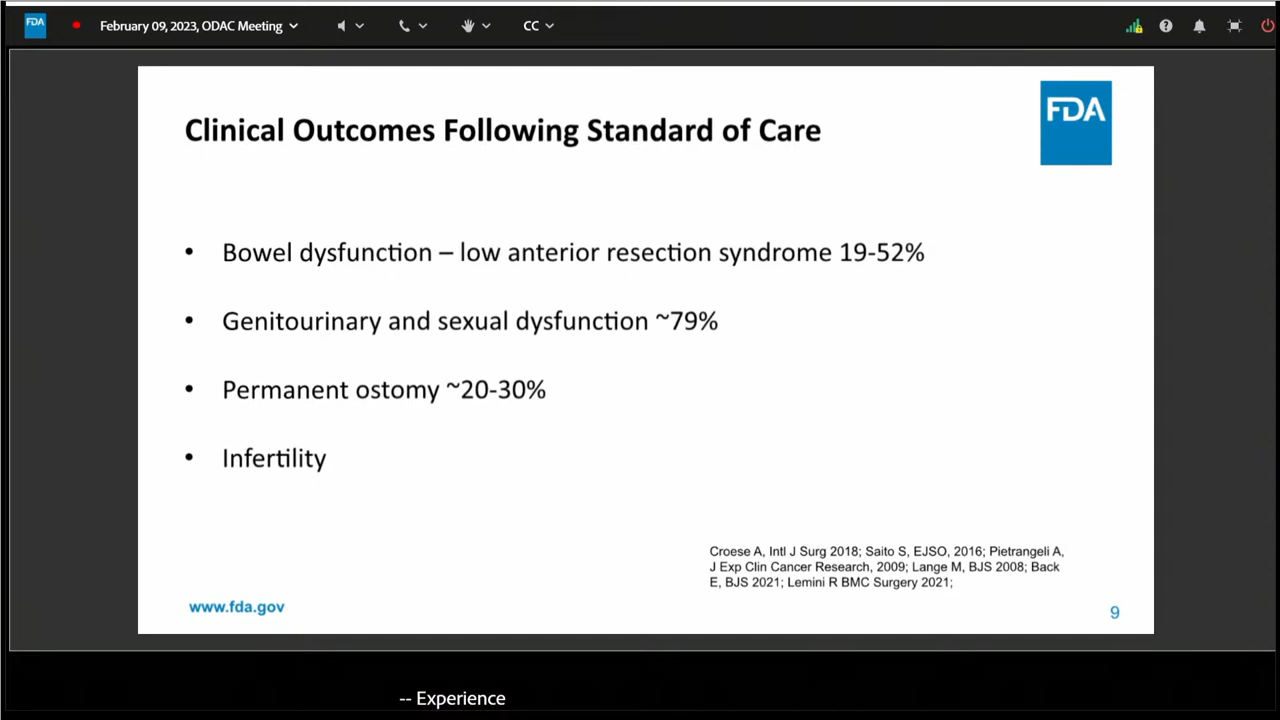 FDA
February 09, 2023, ODAC Meeting
CC
FDA
Clinical Outcomes Following Standard of Care
• Bowel dysfunction – low anterior resection syndrome 19-52%
• Genitourinary and sexual dysfunction ~79%
• Permanent ostomy ~20-30%
• Infertility
Croese A, Intl J Surg 2018; Saito S, EJSO, 2016; Pietrangeli A,
J Exp Clin Cancer Research, 2009; Lange M, BJS 2008; Back
E, BJS 2021; Lemini R BMC Surgery 2021;
www.fda.gov
9
-- Experience